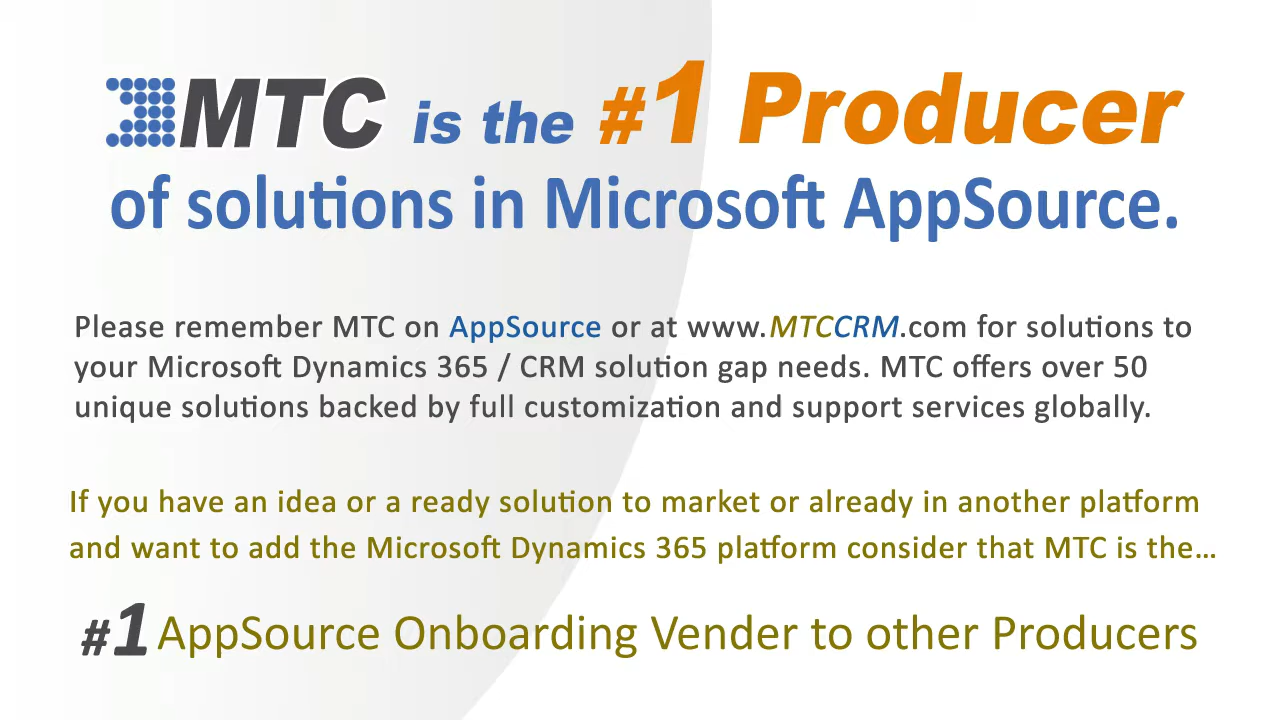 MTC is the #1 Producer
of solutions in Microsoft AppSource.
Please remember MTC on AppSource or at www.MTCCRM.com for solutions to
your Microsoft Dynamics 365 / CRM solution gap needs. MTC offers over 50
unique solutions backed by full customization and support services globally.
If you have an idea or a ready solution to market or already in another platform
and want to add the Microsoft Dynamics 365 platform consider that MTC is the…
#1 AppSource Onboarding Vender to other Producers